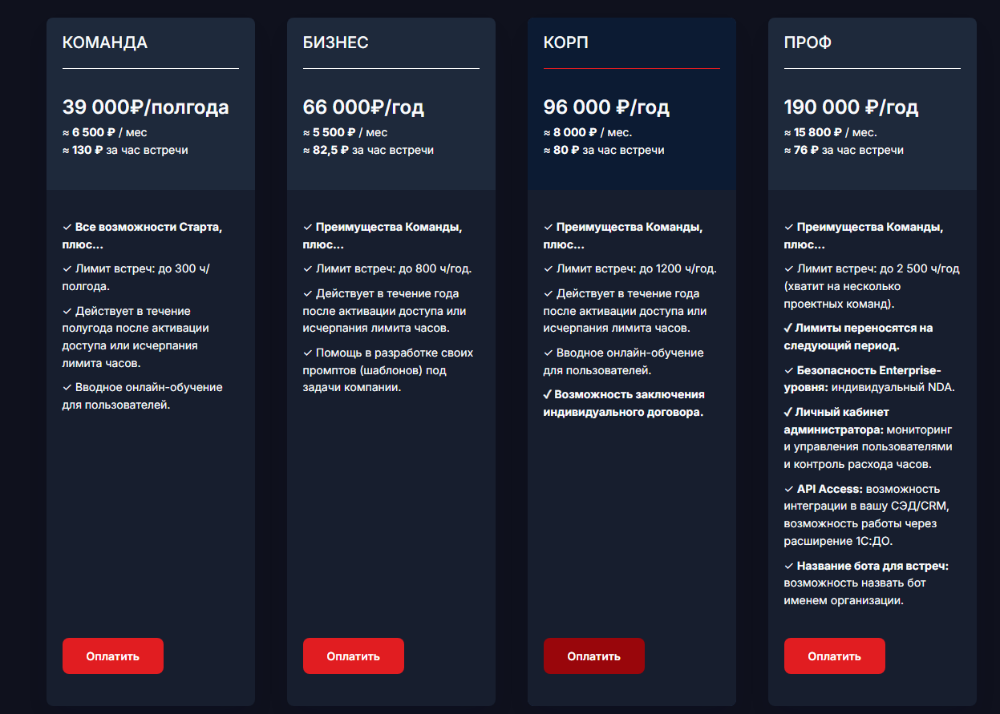 КОМАНДА
39 000₽/полгода
≈ 6 500 ₽ / мес
≈ 130 ₽ за час встречи
✓ Все возможности Старта,
плюс...
✓ Лимит встреч: до 300 ч/
полгода.
✓ Действует в течение
полугода после активации
доступа или исчерпания
лимита часов.
✓ Вводное онлайн-обучение
для пользователей.
Оплатить
БИЗНЕС
66 000₽/год
≈ 5 500 ₽ / мес
≈ 82,5 ₽ за час встречи
✓ Преимущества Команды,
плюс...
✓ Лимит встреч: до 800 ч/год.
✓ Действует в течение года
после активации доступа или
исчерпания лимита часов.
✓ Помощь в разработке своих
промптов (шаблонов) под
задачи компании.
Оплатить
КОРП
96 000 ₽/год
≈ 8 000 ₽ / мес.
≈ 80 ₽ за час встречи
✓ Преимущества Команды,
плюс...
✓ Лимит встреч: до 1200 ч/год.
✓ Действует в течение года
после активации доступа или
исчерпания лимита часов.
✓ Вводное онлайн-обучение
для пользователей.
✓ Возможность заключения
индивидуального договора.
Оплатить
ПРОФ
190 000 ₽/год
≈ 15 800 ₽ / мес.
≈ 76 ₽ за час встречи
✓ Преимущества Команды,
плюс...
✓ Лимит встреч: до 2 500 ч/год
(хватит на несколько
проектных команд).
✓ Лимиты переносятся на
следующий период.
✓ Безопасность Enterprise-
уровня: индивидуальный NDA.
✓ Личный кабинет
администратора: мониторинг
и управления пользователями
и контроль расхода часов.
✓ API Access: возможность
интеграции в вашу СЭД/CRM,
возможность работы через
расширение 1С:ДО.
✓ Название бота для встреч:
возможность назвать бот
именем организации.
Оплатить